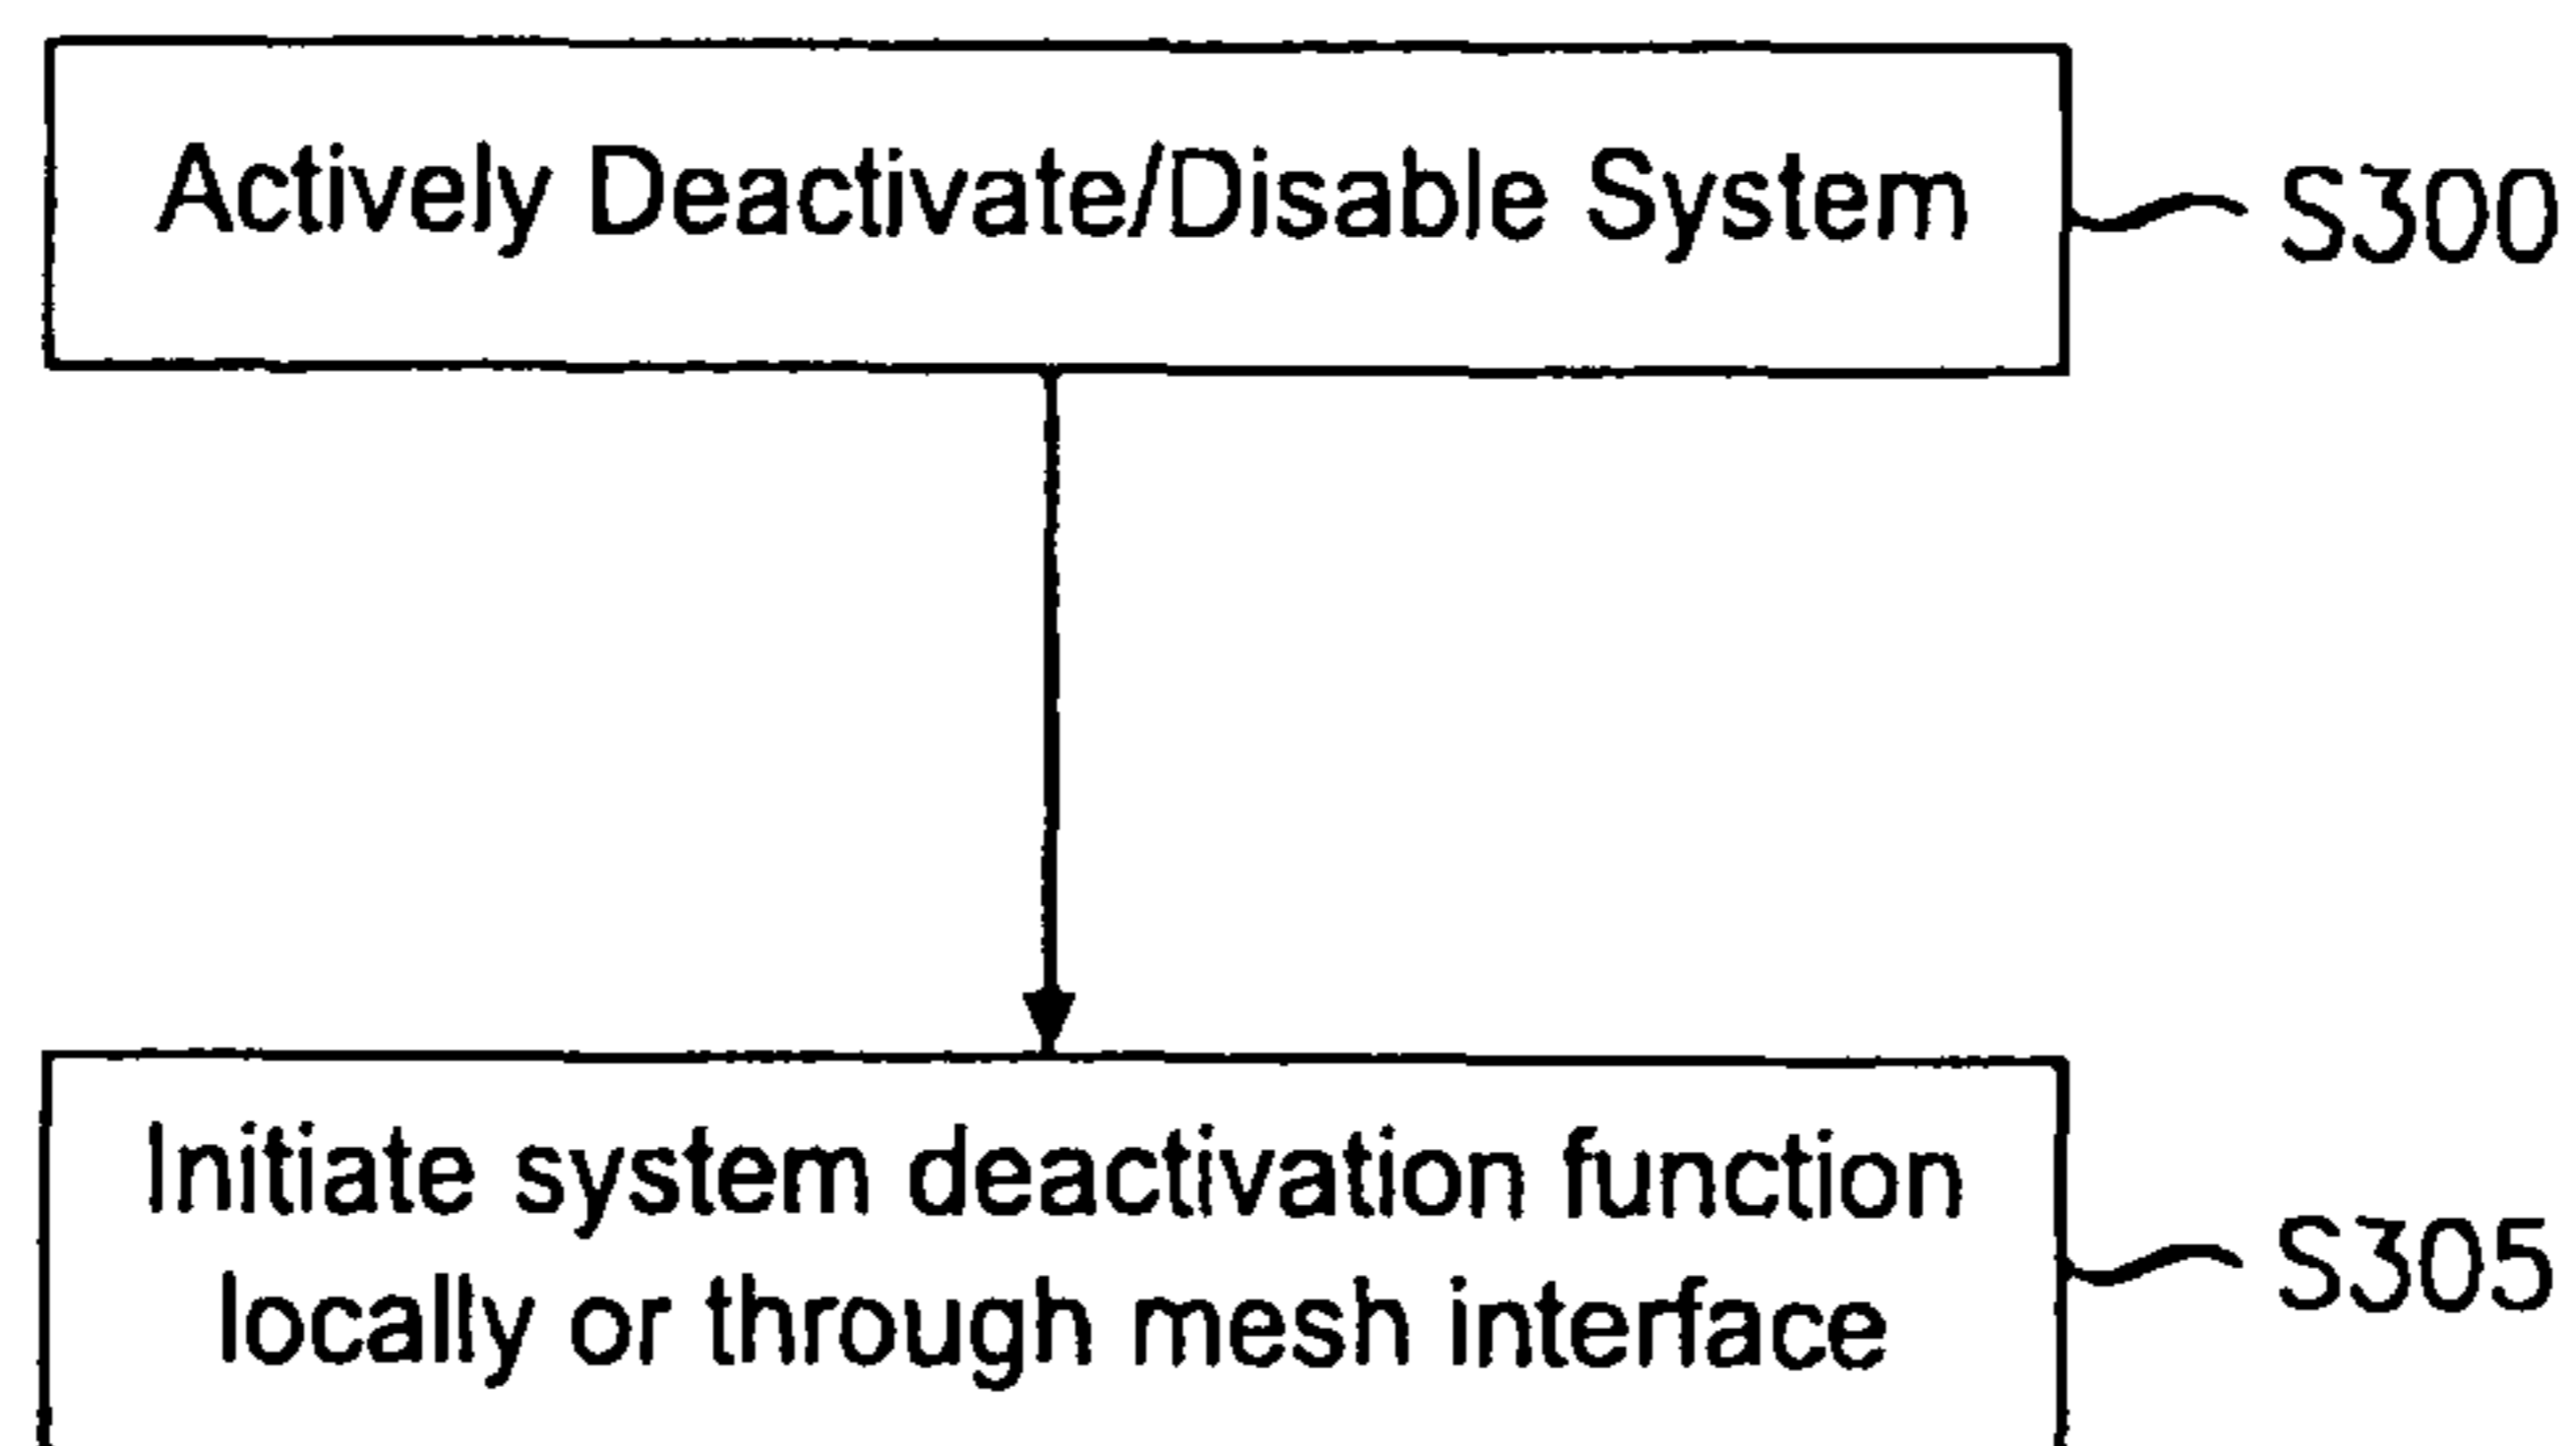 Actively Deactivate/Disable System
S300
Initiate system deactivation function
locally or through mesh interface
S305